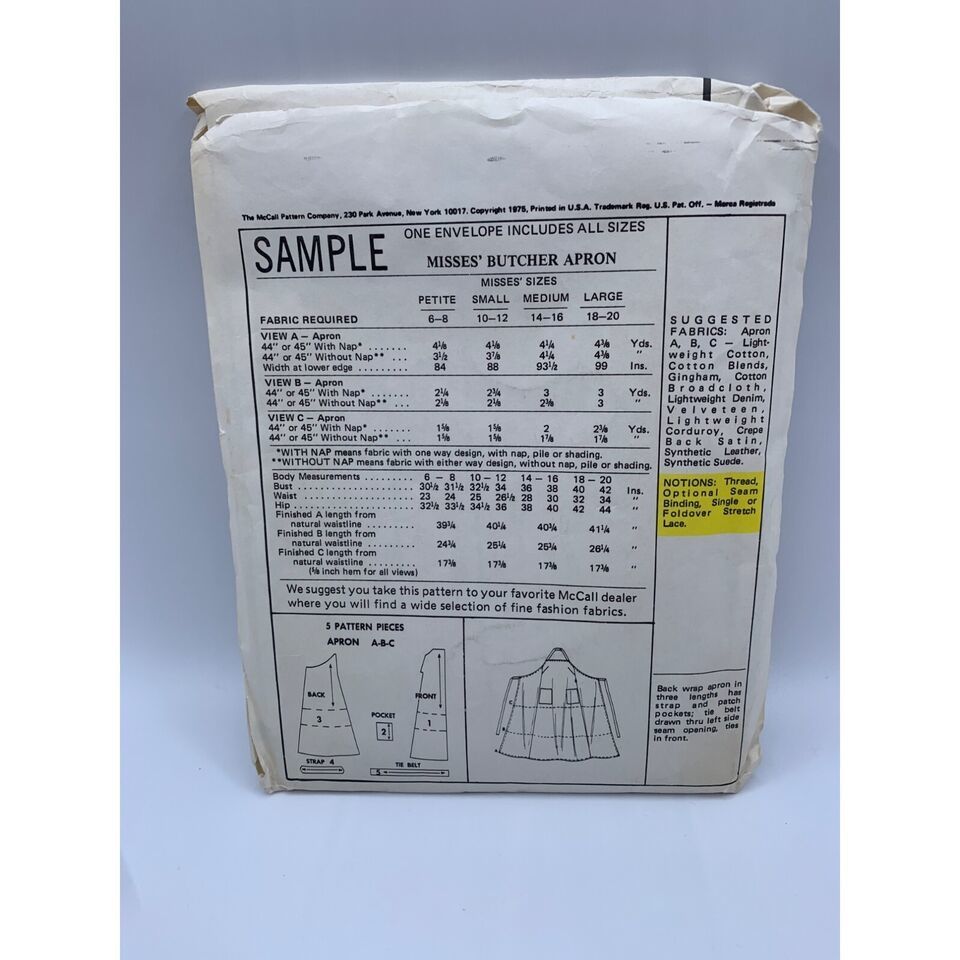 The McCall Pattern Company, 230 Park Avenue, New York 10017. Copyright 1975, Printed in U.S.A. Trademark Reg. U.S. Pat. Off. — Marca Registrada
SAMPLE
ONE ENVELOPE INCLUDES ALL SIZES
MISSES' BUTCHER APRON
MISSES' SIZES
PETITE SMALL MEDIUM LARGE
FABRIC REQUIRED 6–8 10–12 14–16 18–20
VIEW A — Apron
44" or 45" With Nap* ....... 4⅛ 4⅛ 4¼ 4⅜ Yds.
44" or 45" Without Nap** ... 3½ 3⅞ 4¼ 4⅜ "
Width at lower edge ......... 84 88 93½ 99 Ins.
VIEW B — Apron
44" or 45" With Nap* ....... 2¼ 2¾ 3 3 Yds.
44" or 45" Without Nap** ... 2⅛ 2⅛ 2⅜ 3 "
VIEW C — Apron
44" or 45" With Nap* ....... 1⅝ 1⅝ 2 2⅜ Yds.
44" or 45" Without Nap** ... 1⅝ 1⅝ 1⅞ 1⅞ "
*WITH NAP means fabric with one way design, with nap, pile or shading.
**WITHOUT NAP means fabric with either way design, without nap, pile or shading.
Body Measurements ........ 6 – 8 10 – 12 14 – 16 18 – 20
Bust 30½ 31½ 32½ 34 36 38 40 42 Ins.
Waist 23 24 25 26½ 28 30 32 34 "
Hip 32½ 33½ 34½ 36 38 40 42 44 "
Finished A length from
natural waistline ......... 39¾ 40¼ 40¾ 41¼ "
Finished B length from
natural waistline ......... 24¾ 25¼ 25¾ 26¼ "
Finished C length from
natural waistline ......... 17⅜ 17⅜ 17⅜ 17⅜ "
(⅝ inch hem for all views)
We suggest you take this pattern to your favorite McCall dealer
where you will find a wide selection of fine fashion fabrics.
SUGGESTED
FABRICS: Apron
A, B, C — Light-
weight Cotton,
Cotton Blends,
Gingham, Cotton
Broadcloth,
Lightweight Denim,
Velveteen,
Lightweight
Corduroy, Crepe
Back Satin,
Synthetic Leather,
Synthetic Suede.
NOTIONS: Thread,
Optional Seam
Binding, Single or
Foldover Stretch
Lace.
5 PATTERN PIECES
APRON A-B-C
BACK
3
POCKET
2
FRONT
1
STRAP 4
5 TIE BELT
Back wrap apron in
three lengths has
strap and patch
pockets; tie belt
drawn thru left side
seam opening, ties
in front.